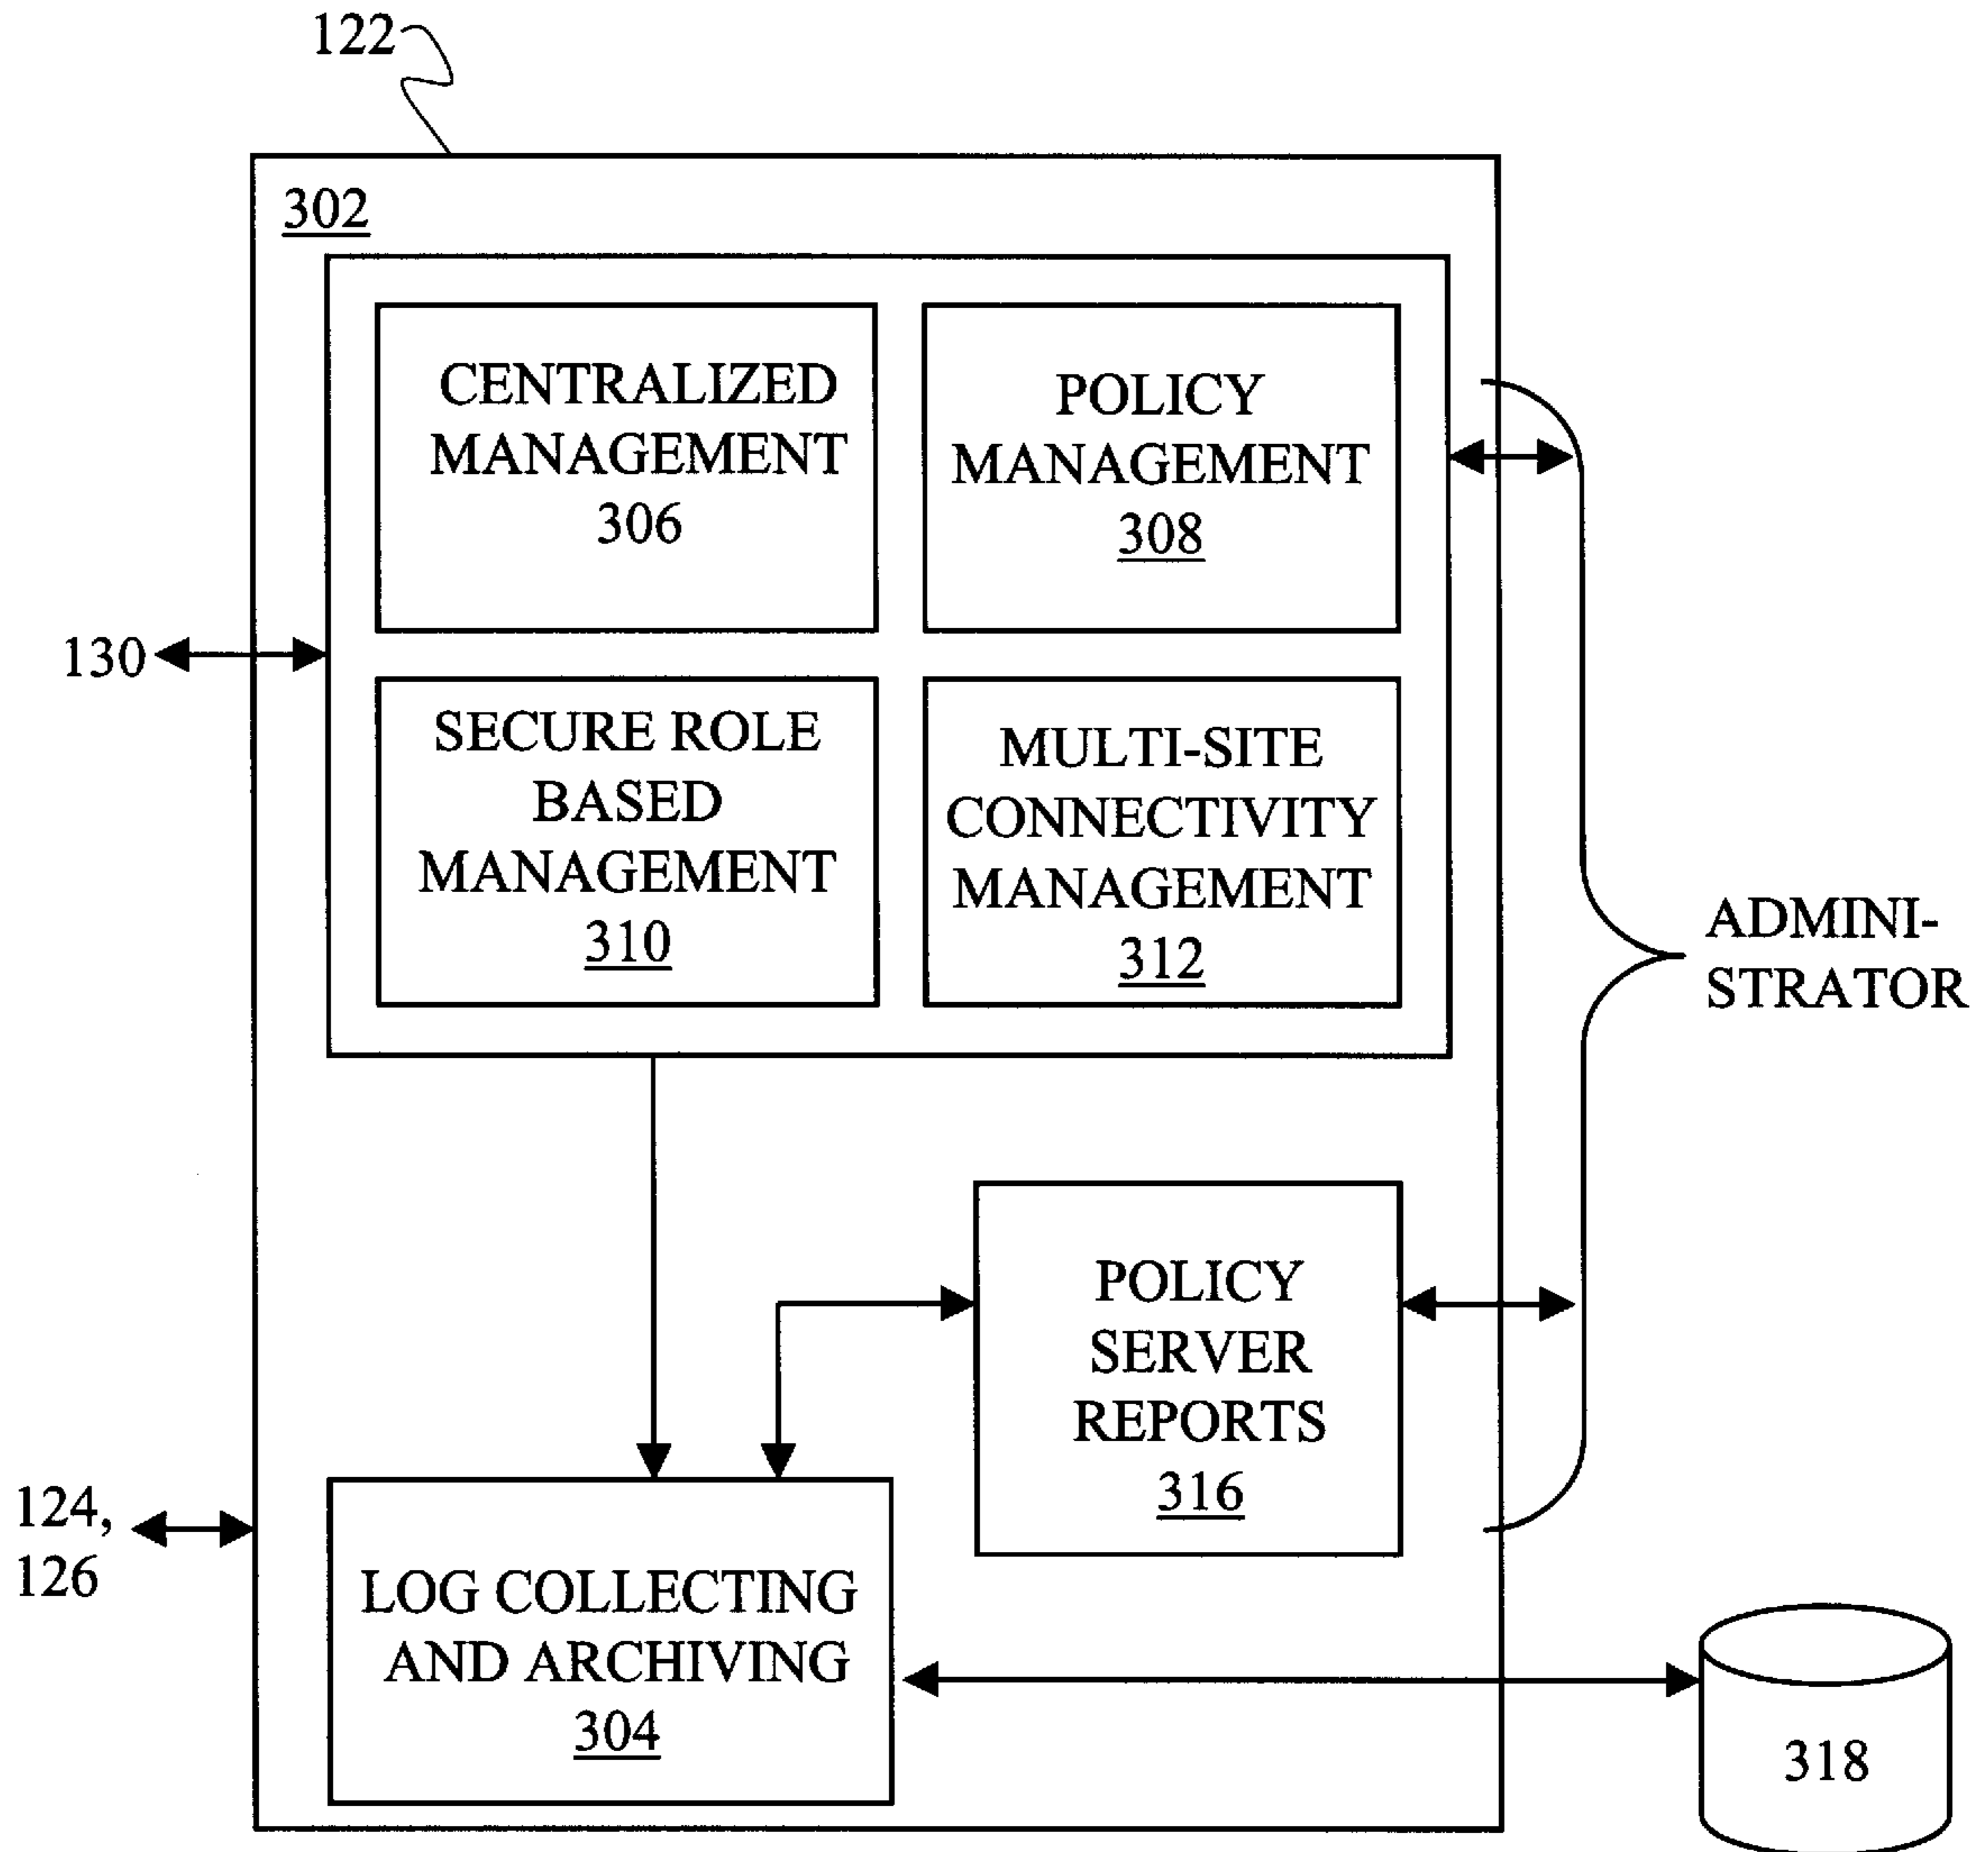 122
302
CENTRALIZED
MANAGEMENT
306
POLICY
MANAGEMENT
308
130
SECURE ROLE
BASED
MANAGEMENT
310
MULTI-SITE
CONNECTIVITY
MANAGEMENT
312
ADMINI-
STRATOR
POLICY
SERVER
REPORTS
316
124,
126
LOG COLLECTING
AND ARCHIVING
304
318